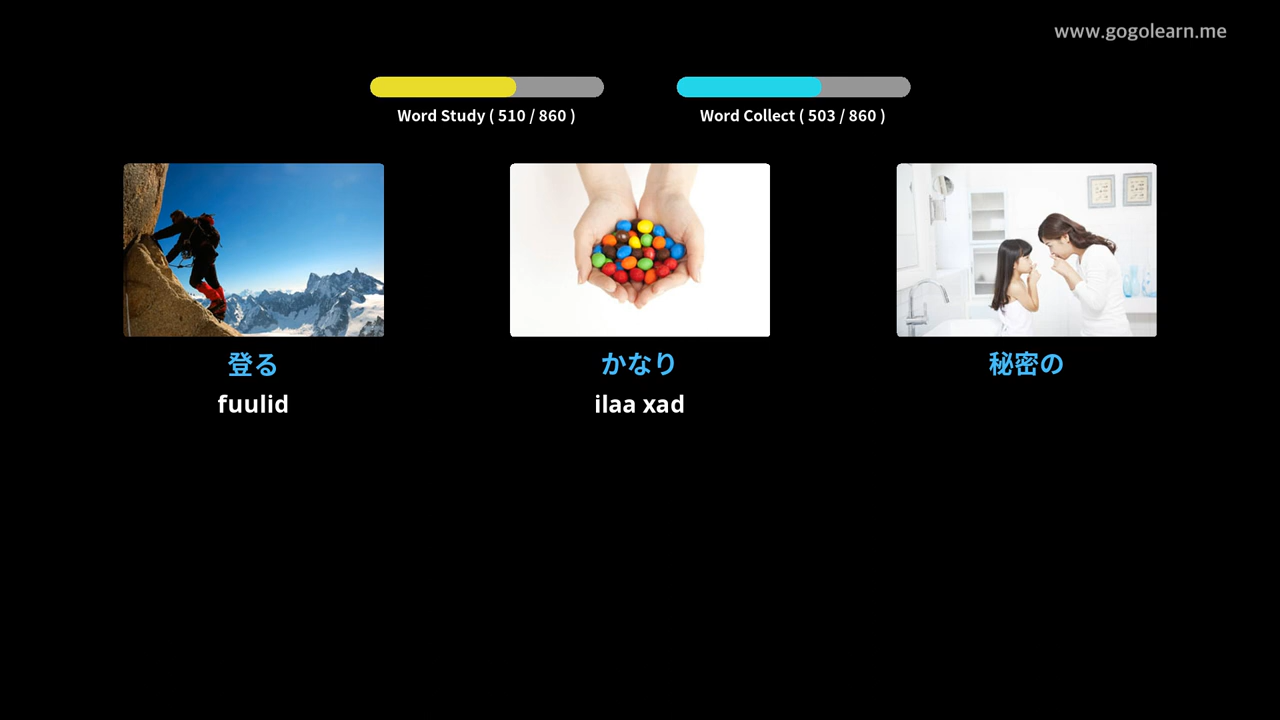 www.gogolearn.me
Word Study ( 510 / 860 )
Word Collect ( 503 / 860 )
登る
fuulid
かなり
ilaa xad
秘密の